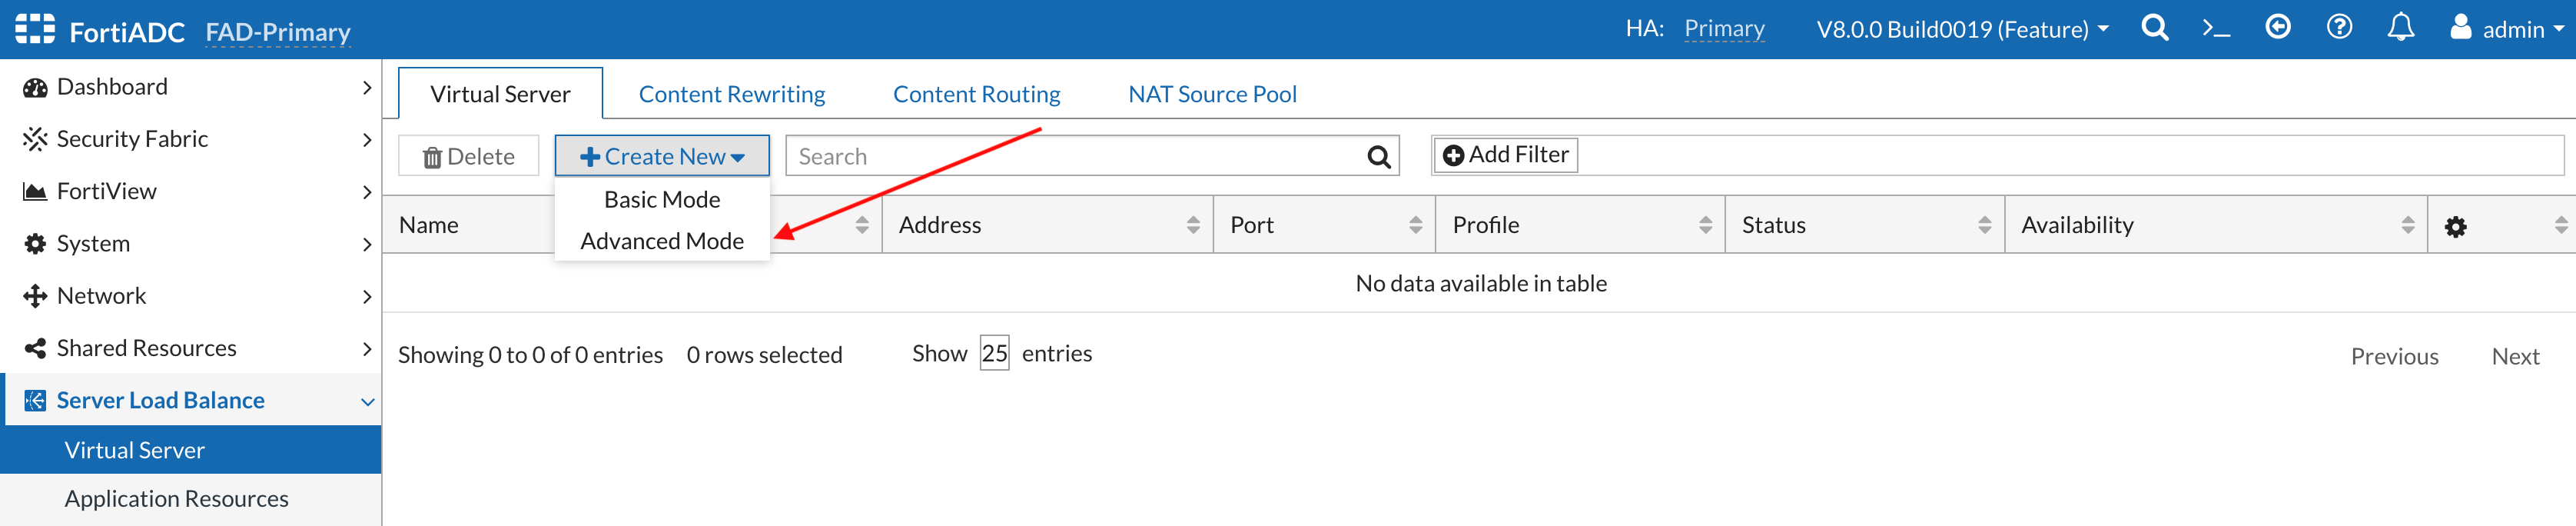 FortiADC FAD-Primary HA: Primary V8.0.0 Build0019 (Feature) admin
Dashboard
Security Fabric
FortiView
System
Network
Shared Resources
Server Load Balance
Virtual Server
Application Resources
Virtual Server Content Rewriting Content Routing NAT Source Pool
Delete Create New Search Add Filter
Basic Mode
Advanced Mode
Name Address Port Profile Status Availability
No data available in table
Showing 0 to 0 of 0 entries 0 rows selected Show 25 entries Previous Next